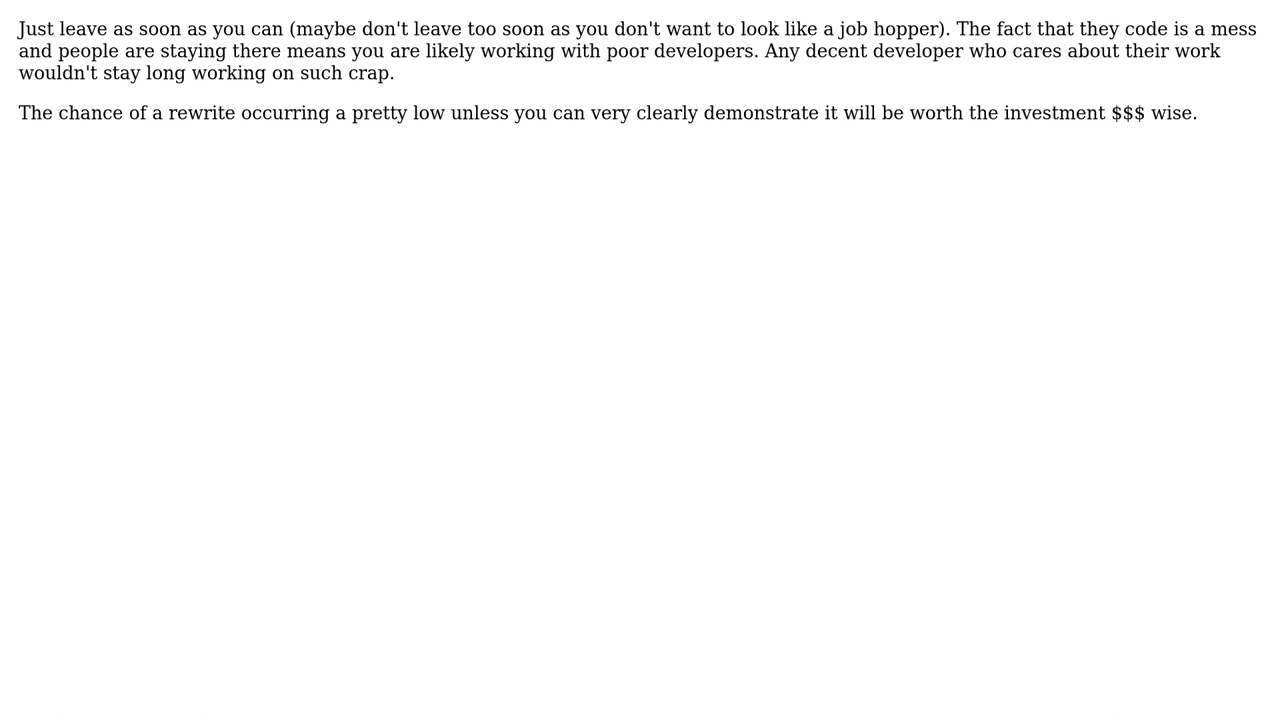 Just leave as soon as you can (maybe don't leave too soon as you don't want to look like a job hopper). The fact that they code is a mess
and people are staying there means you are likely working with poor developers. Any decent developer who cares about their work
wouldn't stay long working on such crap.
The chance of a rewrite occurring a pretty low unless you can very clearly demonstrate it will be worth the investment $$$ wise.